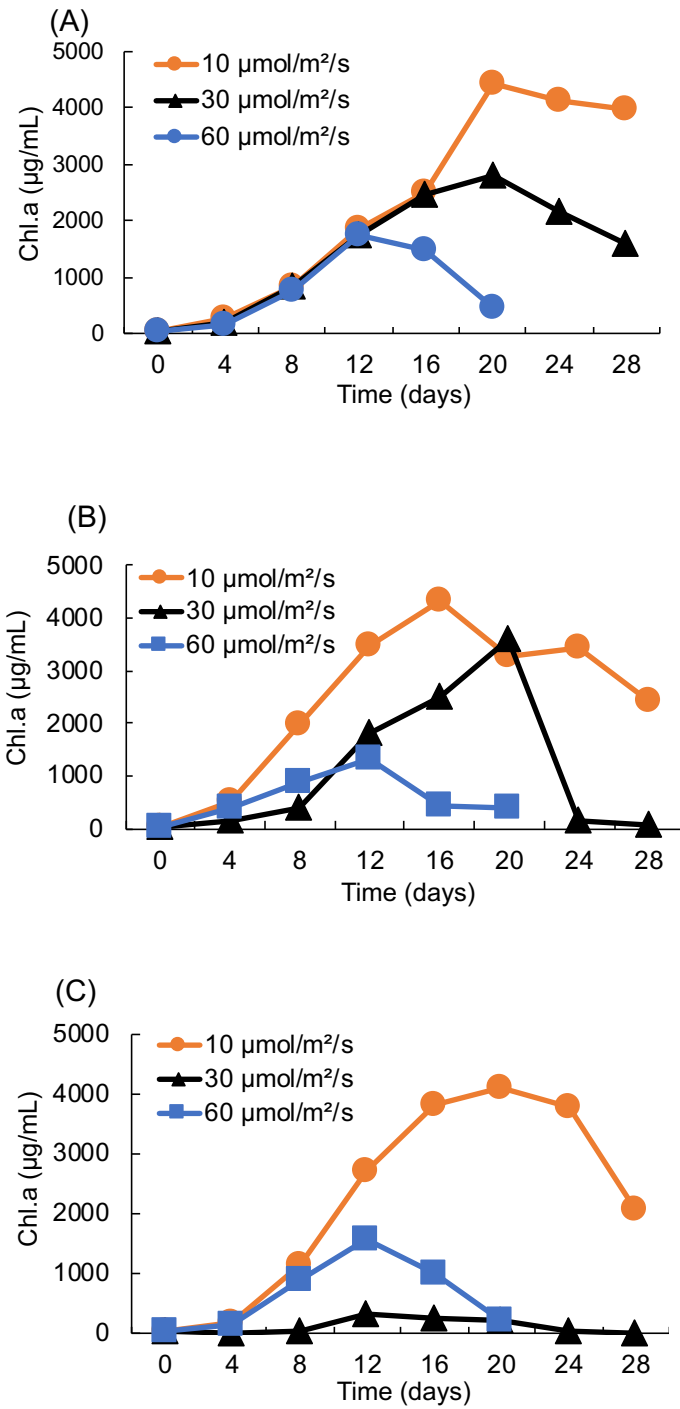 (A)
5000
4000
3000
2000
1000
0
Chl.a (µg/mL)
10 µmol/m²/s
30 µmol/m²/s
60 µmol/m²/s
0 4 8 12 16 20 24 28
Time (days)
(B)
5000
4000
3000
2000
1000
0
Chl.a (µg/mL)
10 µmol/m²/s
30 µmol/m²/s
60 µmol/m²/s
0 4 8 12 16 20 24 28
Time (days)
(C)
5000
4000
3000
2000
1000
0
Chl.a (µg/mL)
10 µmol/m²/s
30 µmol/m²/s
60 µmol/m²/s
0 4 8 12 16 20 24 28
Time (days)